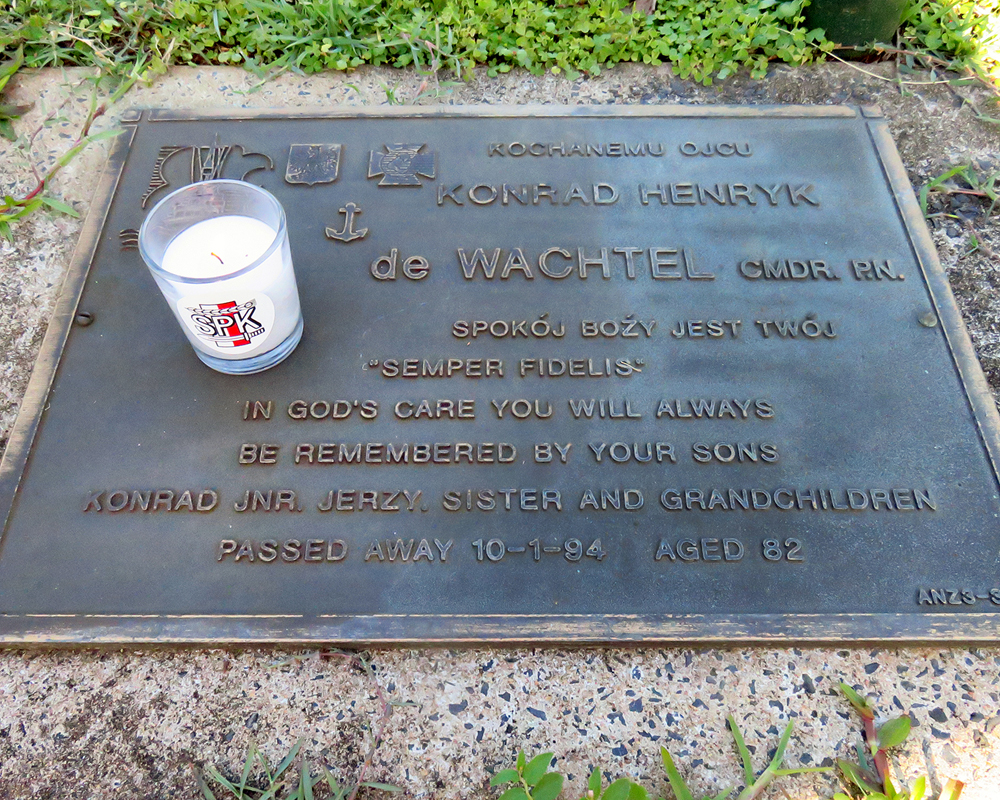 KOCHANEMU OJCU
KONRAD HENRYK
de WACHTEL CMDR. P.N.
SPK
SPOKÓJ BOŻY JEST TWÓJ
"SEMPER FIDELIS"
IN GOD'S CARE YOU WILL ALWAYS
BE REMEMBERED BY YOUR SONS
KONRAD JNR. JERZY. SISTER AND GRANDCHILDREN
PASSED AWAY 10-1-94 AGED 82